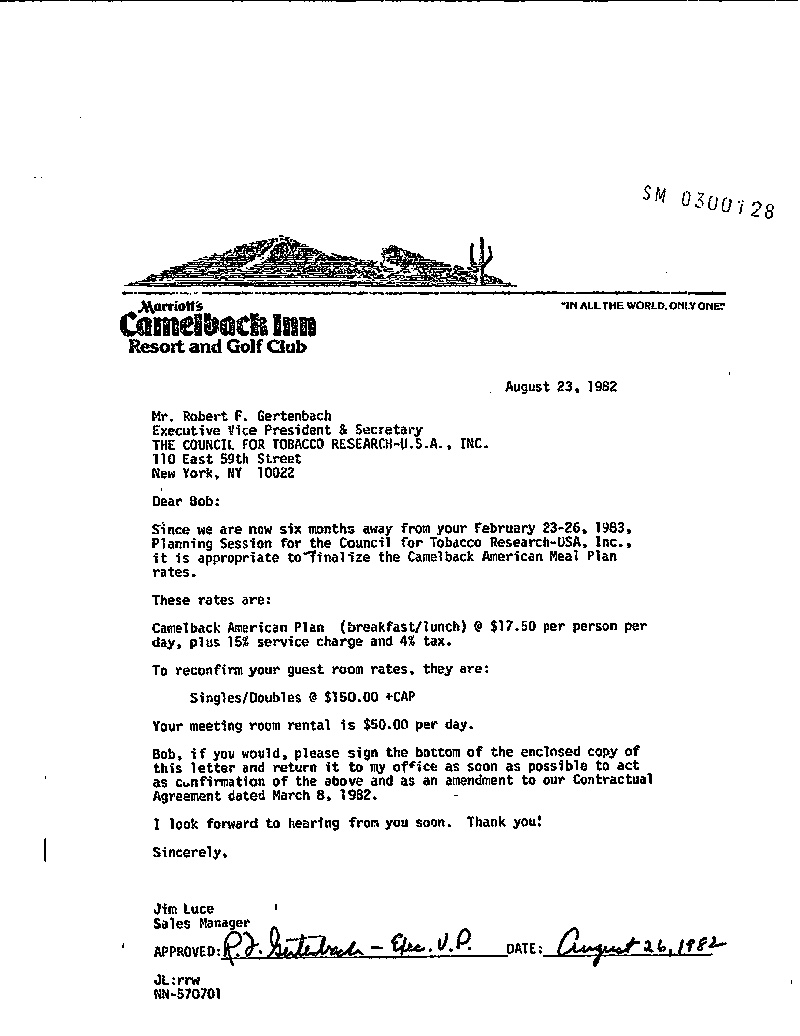 SM 0300128
Marriott's
Camelback Inn
Resort and Golf Club
"IN ALL THE WORLD, ONLY ONE."
August 23, 1982
Mr. Robert F. Gertenbach
Executive Vice President & Secretary
THE COUNCIL FOR TOBACCO RESEARCH-U.S.A., INC.
110 East 59th Street
New York, NY 10022
Dear Bob:
Since we are now six months away from your February 23-26, 1983,
Planning Session for the Council for Tobacco Research-USA, Inc.,
it is appropriate to finalize the Camelback American Meal Plan
rates.
These rates are:
Camelback American Plan (breakfast/lunch) @ $17.50 per person per
day, plus 15% service charge and 4% tax.
To reconfirm your guest room rates, they are:
Singles/Doubles @ $150.00 +CAP
Your meeting room rental is $50.00 per day.
Bob, if you would, please sign the bottom of the enclosed copy of
this letter and return it to my office as soon as possible to act
as confirmation of the above and as an amendment to our Contractual
Agreement dated March 8, 1982.
I look forward to hearing from you soon. Thank you!
Sincerely,
Jim Luce
Sales Manager
APPROVED: R.F. Gertenbach - Exec. V.P. DATE: August 26, 1982
JL:rrw
NN-570701